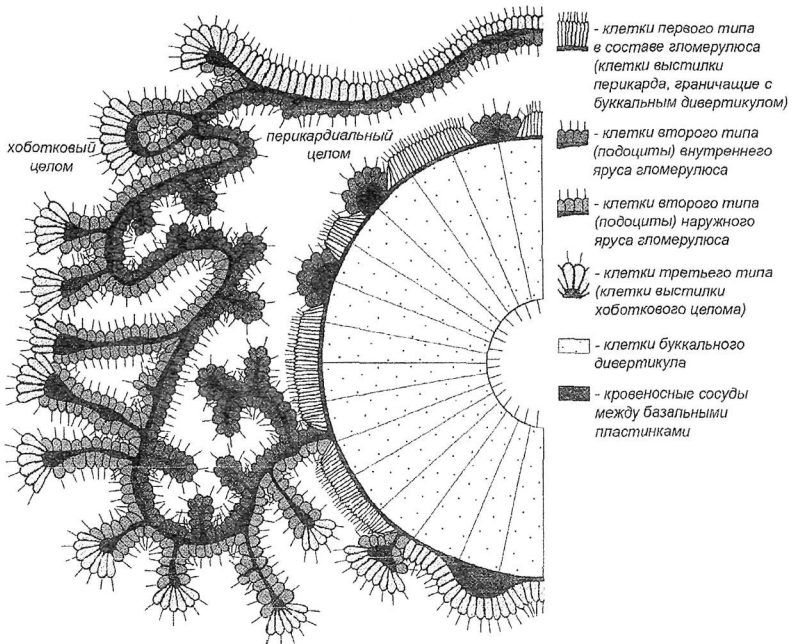 хоботковый
целом
перикардиальный
целом
- клетки первого типа
в составе гломерулюса
(клетки выстилки
перикарда, граничащие с
буккальным дивертикулом)
- клетки второго типа
(подоциты) внутреннего
яруса гломерулюса
- клетки второго типа
(подоциты) наружного
яруса гломерулюса
- клетки третьего типа
(клетки выстилки
хоботкового целома)
- клетки буккального
дивертикула
- кровеносные сосуды
между базальными
пластинками